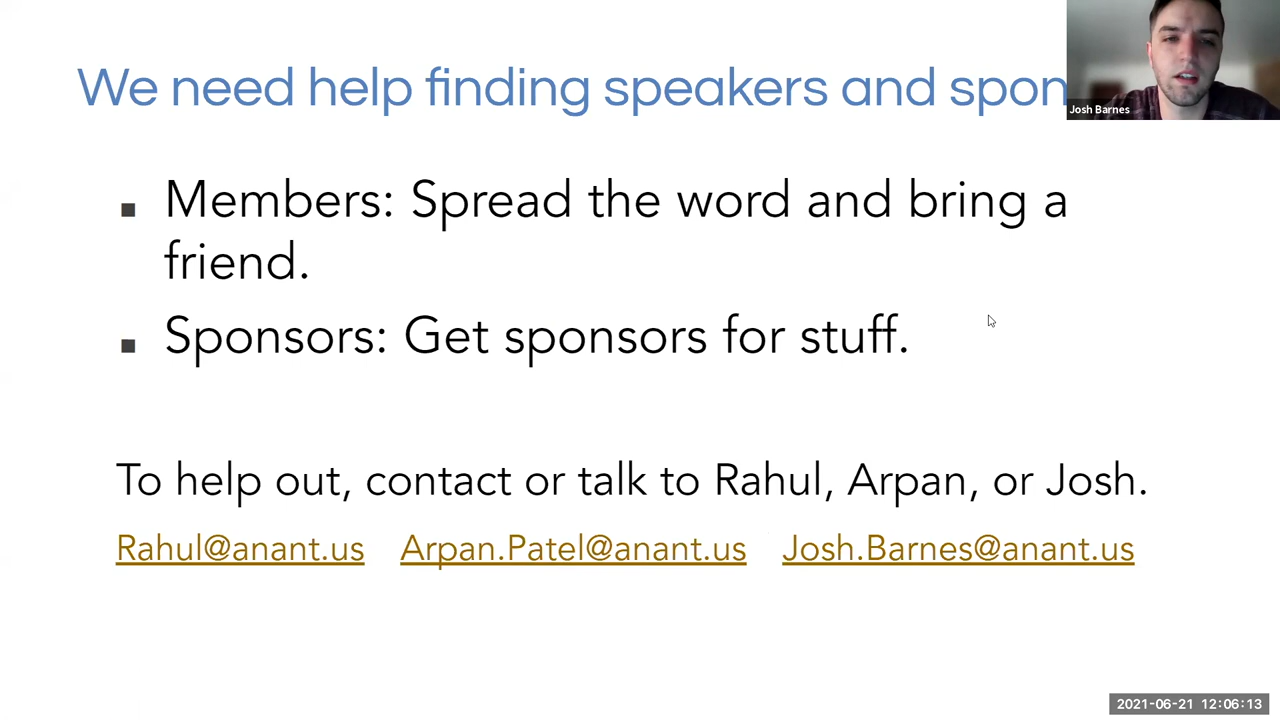 We need help finding speakers and spon
Josh Barnes
▪ Members: Spread the word and bring a
friend.
▪ Sponsors: Get sponsors for stuff.
To help out, contact or talk to Rahul, Arpan, or Josh.
Rahul@anant.us Arpan.Patel@anant.us Josh.Barnes@anant.us
2021-06-21 12:06:13